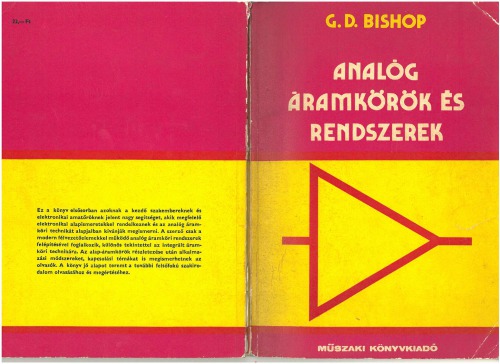 G. D. BISHOP
ANALÓG
ÁRAMKÖRÖK ÉS
RENDSZEREK
MŰSZAKI KÖNYVKIADÓ
Ez a könyv elsősorban azoknak a kezdő szakembereknek és
elektronikai amatőröknek jelent nagy segítséget, akik megfelelő
elektronikai alapismeretekkel rendelkeznek és az analóg áram-
köri technikát alapjaiban kívánják megismerni. A szerző csak a
modern félvezetőelemekkel működő analóg áramköri rendszerek
felépítésével foglalkozik, különös tekintettel az integrált áram-
köri technikára. Az alap-áramkörök részletezése után alkalma-
zási módszereket, kapcsolási témákat is megismerhetnek az
olvasók. A könyv jó alapot teremt a további felsőfokú szakiro-
dalom olvasásához és megértéséhez.